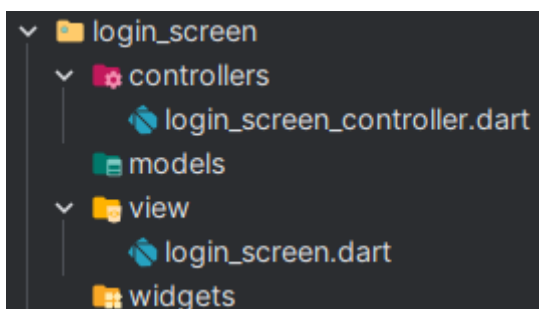 login_screen
controllers
login_screen_controller.dart
models
view
login_screen.dart
widgets